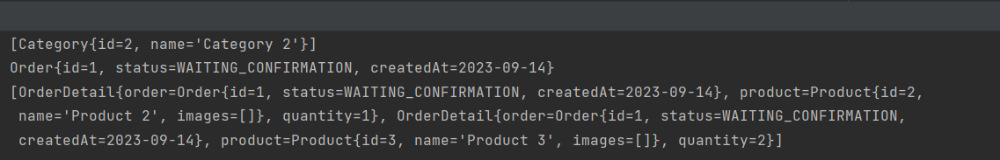 [Category{id=2, name='Category 2'}]
Order{id=1, status=WAITING_CONFIRMATION, createdAt=2023-09-14}
[OrderDetail{order=Order{id=1, status=WAITING_CONFIRMATION, createdAt=2023-09-14}, product=Product{id=2,
name='Product 2', images=[]}, quantity=1}, OrderDetail{order=Order{id=1, status=WAITING_CONFIRMATION,
createdAt=2023-09-14}, product=Product{id=3, name='Product 3', images=[]}, quantity=2}]